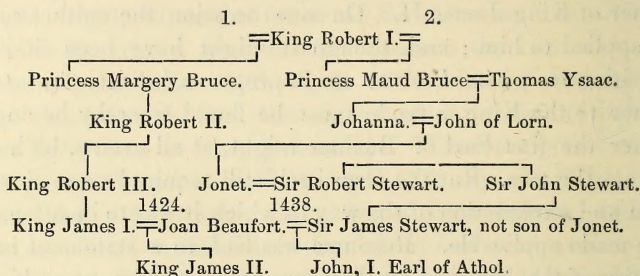 1. 2.
King Robert I.
Princess Margery Bruce. Princess Maud Bruce Thomas Ysaac.
King Robert II. Johanna. John of Lorn.
King Robert III. Jonet. Sir Robert Stewart. Sir John Stewart.
1424. 1438.
King James I. Joan Beaufort. Sir James Stewart, not son of Jonet.
King James II. John, I. Earl of Athol.